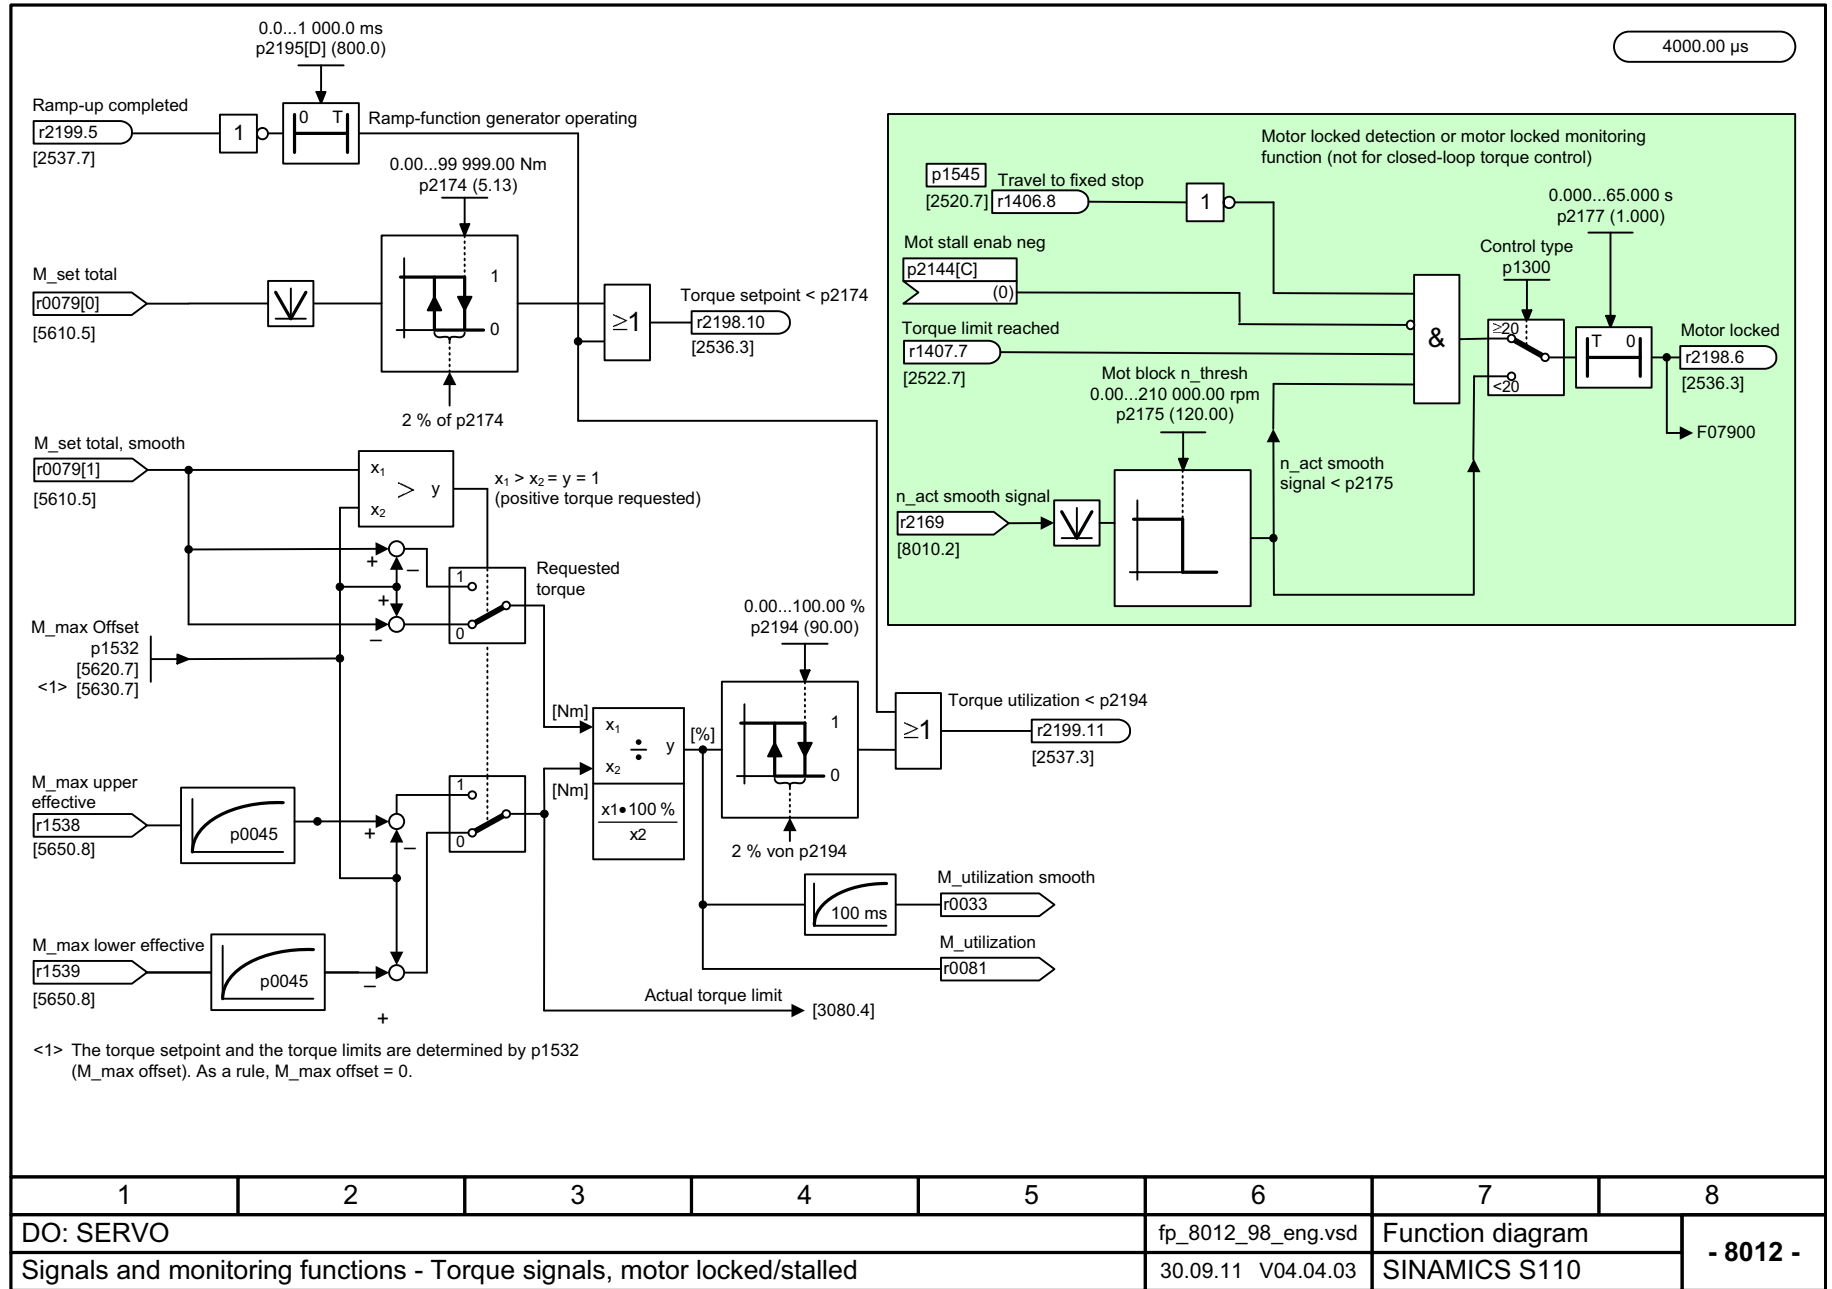 0.0...1 000.0 ms
p2195[D] (800.0)
4000.00 µs
Ramp-up completed
r2199.5
[2537.7]
1
0 T
Ramp-function generator operating
0.00...99 999.00 Nm
p2174 (5.13)
M_set total
r0079[0]
[5610.5]
1
0
2 % of p2174
≥1
Torque setpoint < p2174
r2198.10
[2536.3]
Motor locked detection or motor locked monitoring
function (not for closed-loop torque control)
p1545
[2520.7]
Travel to fixed stop
r1406.8
1
Mot stall enab neg
p2144[C]
(0)
Torque limit reached
r1407.7
[2522.7]
Mot block n_thresh
0.00...210 000.00 rpm
p2175 (120.00)
n_act smooth signal
r2169
[8010.2]
n_act smooth
signal < p2175
&
Control type
p1300
≥20
<20
0.000...65.000 s
p2177 (1.000)
T 0
Motor locked
r2198.6
[2536.3]
F07900
M_set total, smooth
r0079[1]
[5610.5]
x1
x2
>
y
x1 > x2 = y = 1
(positive torque requested)
+
–
+
–
1
0
Requested
torque
M_max Offset
p1532
[5620.7]
<1> [5630.7]
M_max upper
effective
r1538
[5650.8]
p0045
+
–
1
0
M_max lower effective
r1539
[5650.8]
p0045
–
+
[Nm]
[Nm]
x1
x2
÷
y
x1•100 %
x2
[%]
0.00...100.00 %
p2194 (90.00)
1
0
2 % von p2194
≥1
Torque utilization < p2194
r2199.11
[2537.3]
100 ms
M_utilization smooth
r0033
M_utilization
r0081
Actual torque limit
[3080.4]
<1> The torque setpoint and the torque limits are determined by p1532
(M_max offset). As a rule, M_max offset = 0.
1 2 3 4 5 6 7 8
DO: SERVO
fp_8012_98_eng.vsd
Function diagram
- 8012 -
Signals and monitoring functions - Torque signals, motor locked/stalled
30.09.11 V04.04.03
SINAMICS S110